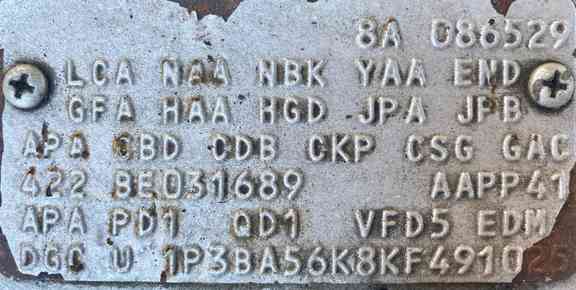 8A 086529
LCA NAA NBK YAA END
GFA HAA HGD JPA JPB
APA CBD CDB CKP CSG GAC
422 BE031689 AAPP41
APA PD1 QD1 VFD5 EDM
DGC U 1P3BA56K8KF491025